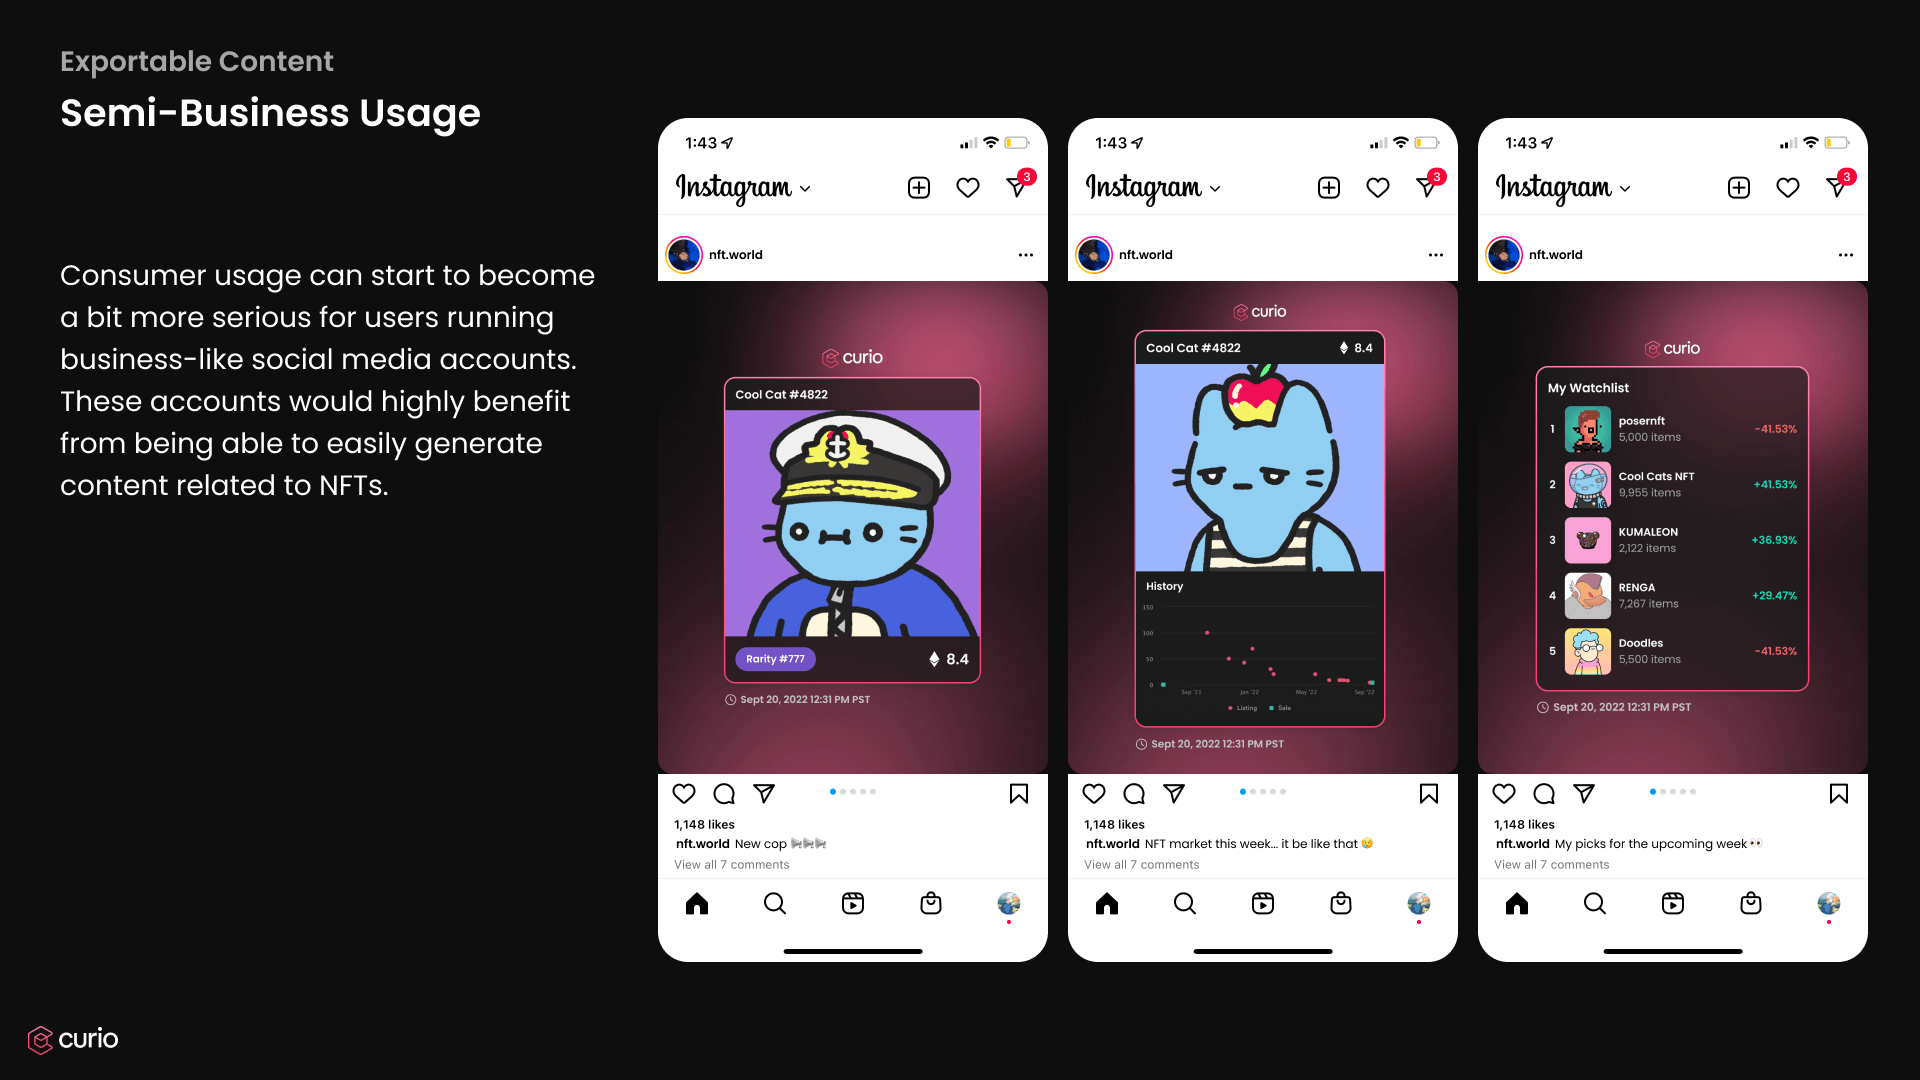 Exportable Content
Semi-Business Usage
Consumer usage can start to become
a bit more serious for users running
business-like social media accounts.
These accounts would highly benefit
from being able to easily generate
content related to NFTs.
curio
1:43
Instagram
3
nft.world
curio
Cool Cat #4822
Rarity #777
8.4
Sept 20, 2022 12:31 PM PST
1,148 likes
nft.world New cop
View all 7 comments
1:43
Instagram
3
nft.world
curio
Cool Cat #4822
8.4
History
150
100
50
0
Sep '21
Jan '22
May '22
Sep '22
Listing
Sale
Sept 20, 2022 12:31 PM PST
1,148 likes
nft.world NFT market this week... it be like that 😢
View all 7 comments
1:43
Instagram
3
nft.world
curio
My Watchlist
1 posernft -41.53%
5,000 items
2 Cool Cats NFT +41.53%
9,955 items
3 KUMALEON +36.93%
2,122 items
4 RENGA +29.47%
7,267 items
5 Doodles -41.53%
5,500 items
Sept 20, 2022 12:31 PM PST
1,148 likes
nft.world My picks for the upcoming week 👀
View all 7 comments